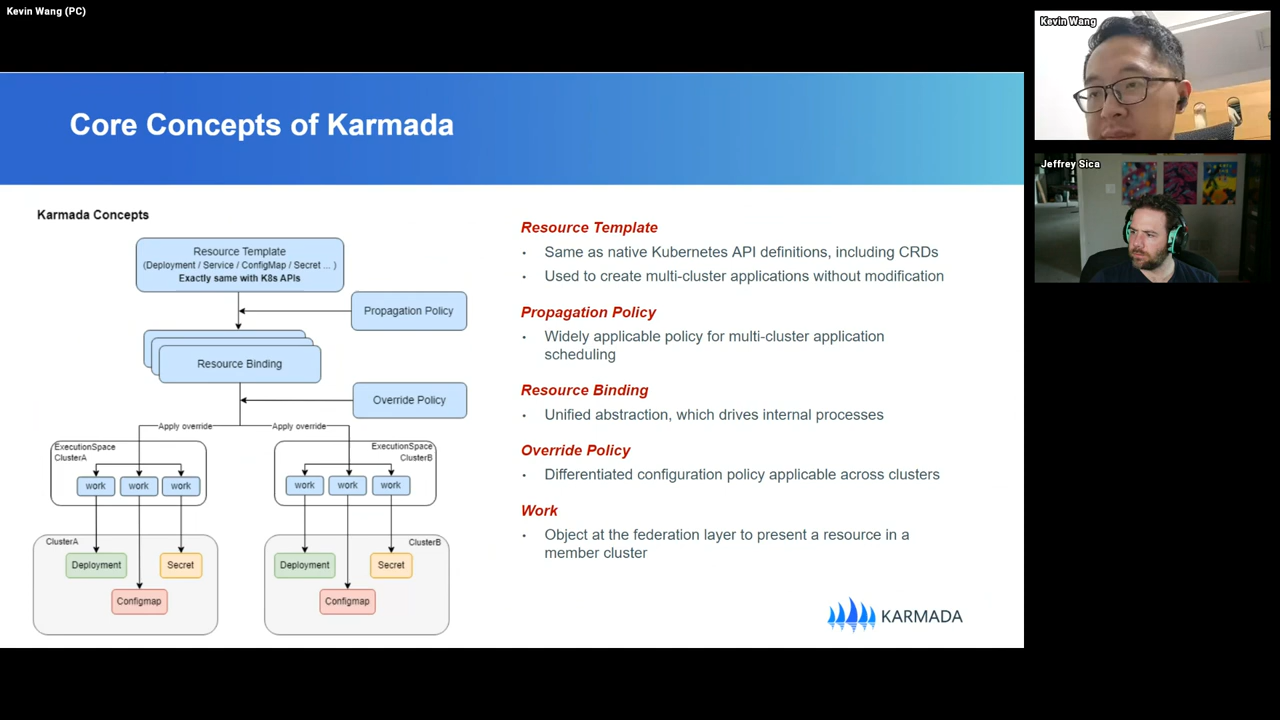 Kevin Wang (PC)
Kevin Wang
Jeffrey Sica
Core Concepts of Karmada
Karmada Concepts
Resource Template
(Deployment / Service / ConfigMap / Secret ... )
Exactly same with K8s APIs
Propagation Policy
Resource Binding
Override Policy
Apply override
Apply override
ExecutionSpace
ClusterA
work
work
work
ExecutionSpace
ClusterB
work
work
work
ClusterA
Deployment
Secret
Configmap
ClusterB
Deployment
Secret
Configmap
Resource Template
· Same as native Kubernetes API definitions, including CRDs
· Used to create multi-cluster applications without modification
Propagation Policy
· Widely applicable policy for multi-cluster application
scheduling
Resource Binding
· Unified abstraction, which drives internal processes
Override Policy
· Differentiated configuration policy applicable across clusters
Work
· Object at the federation layer to present a resource in a
member cluster
KARMADA